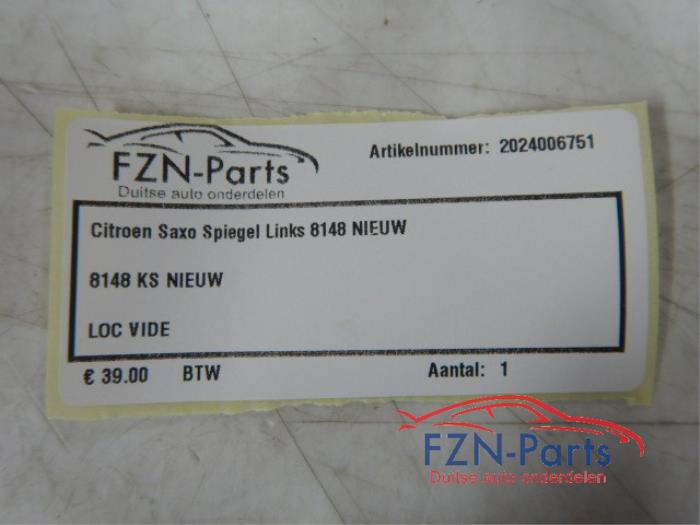 FZN-Parts
Duitse auto onderdelen
Artikelnummer: 2024006751
Citroen Saxo Spiegel Links 8148 NIEUW
8148 KS NIEUW
LOC VIDE
€ 39.00 BTW Aantal: 1
FZN-Parts
Duitse auto onderdelen